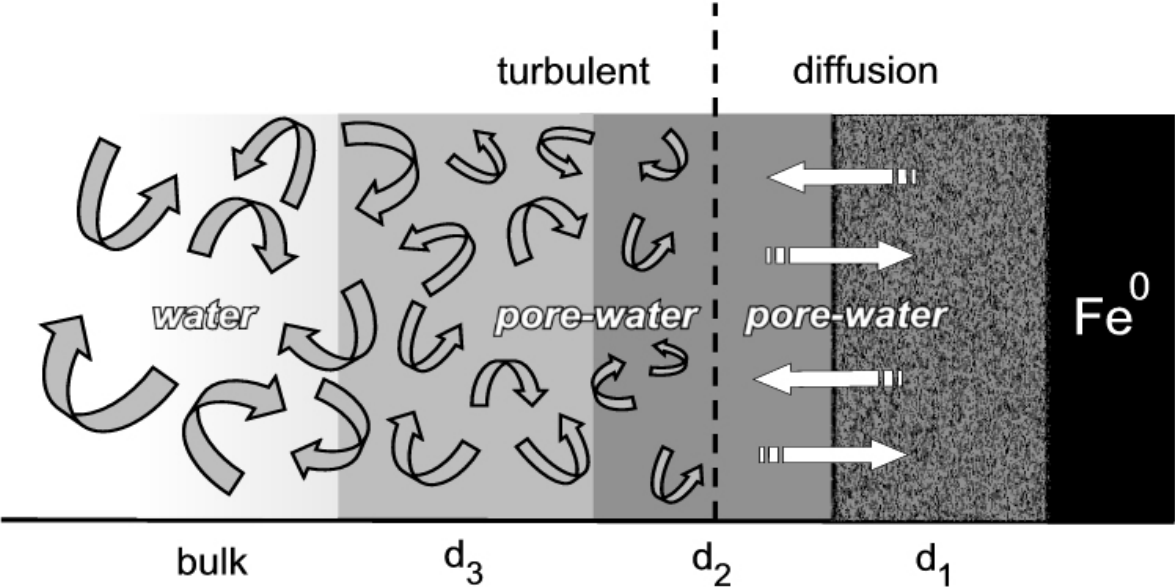 turbulent diffusion
water pore-water pore-water Fe⁰
bulk d₃ d₂ d₁